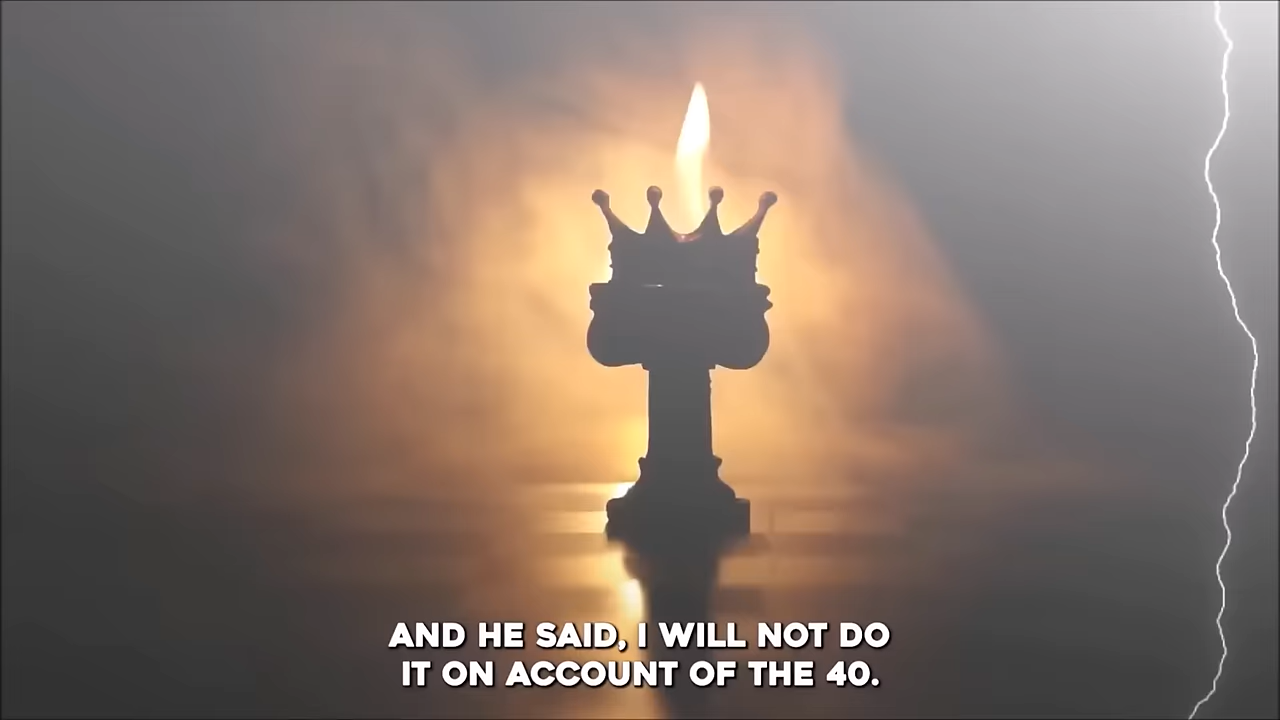 AND HE SAID, I WILL NOT DO
IT ON ACCOUNT OF THE 40.